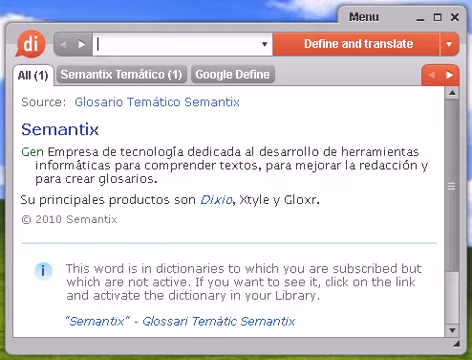 Menu
di
Define and translate
All (1)
Semantix Temático (1)
Google Define
Source: Glosario Temático Semantix
Semantix
Gen Empresa de tecnología dedicada al desarrollo de herramientas
informáticas para comprender textos, para mejorar la redacción y
para crear glosarios.
Su principales productos son Dixio, Xtyle y Gloxr.
© 2010 Semantix
i
This word is in dictionaries to which you are subscribed but
which are not active. If you want to see it, click on the link
and activate the dictionary in your Library.
"Semantix" - Glossari Temàtic Semantix